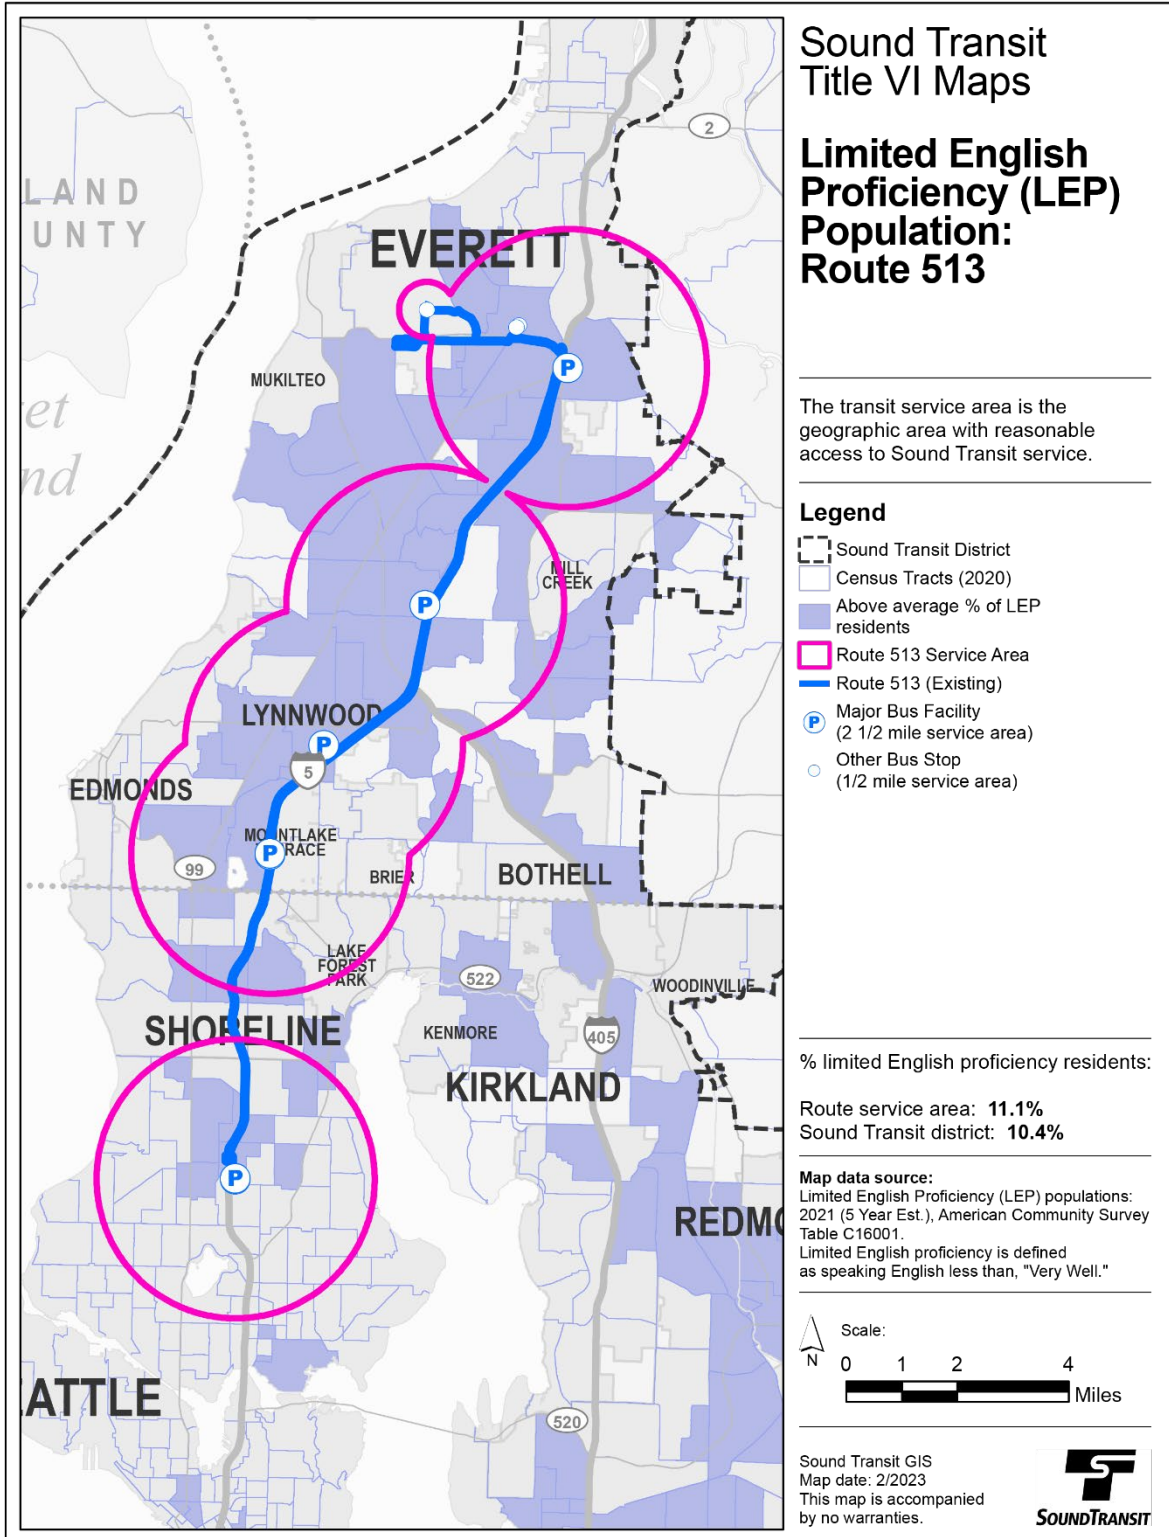 Sound Transit
Title VI Maps
Limited English
Proficiency (LEP)
Population:
Route 513
The transit service area is the
geographic area with reasonable
access to Sound Transit service.
Legend
Sound Transit District
Census Tracts (2020)
Above average % of LEP
residents
Route 513 Service Area
Route 513 (Existing)
P
Major Bus Facility
(2 1/2 mile service area)
Other Bus Stop
(1/2 mile service area)
% limited English proficiency residents:
Route service area: 11.1%
Sound Transit district: 10.4%
Map data source:
Limited English Proficiency (LEP) populations:
2021 (5 Year Est.), American Community Survey
Table C16001.
Limited English proficiency is defined
as speaking English less than, "Very Well."
N
Scale:
0 1 2 4
Miles
Sound Transit GIS
Map date: 2/2023
This map is accompanied
by no warranties.
SOUNDTRANSIT
2
LAND
UNTY
EVERETT
P
MUKILTEO
et
nd
MILL
CREEK
P
LYNNWOOD
P
5
EDMONDS
MOUNTLAKE
TERRACE
P
99
BRIER
BOTHELL
LAKE
FOREST
PARK
522
WOODINVILLE
SHORELINE
KENMORE
405
KIRKLAND
P
REDMO
EATTLE
520